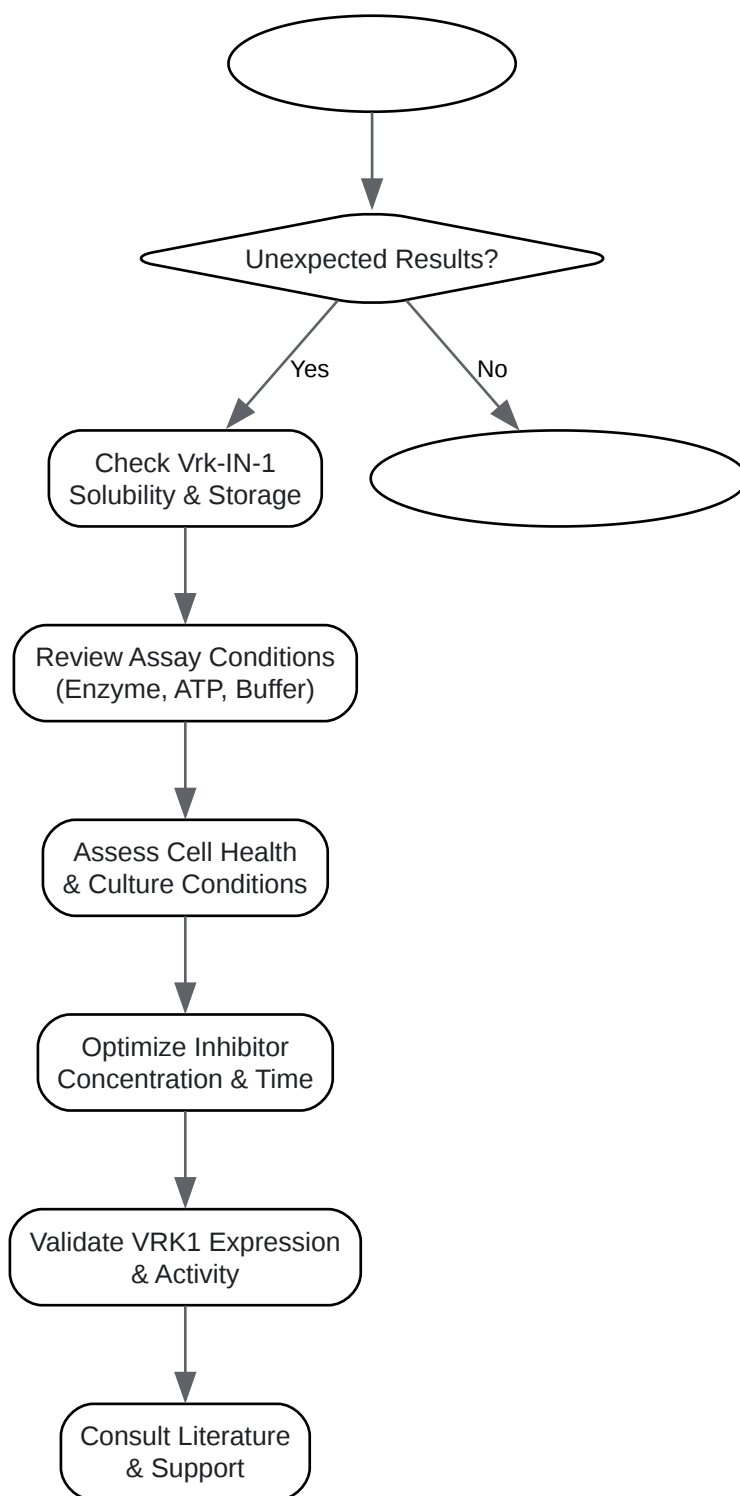 Unexpected Results?
Yes
No
Check Vrk-IN-1
Solubility & Storage
Review Assay Conditions
(Enzyme, ATP, Buffer)
Assess Cell Health
& Culture Conditions
Optimize Inhibitor
Concentration & Time
Validate VRK1 Expression
& Activity
Consult Literature
& Support